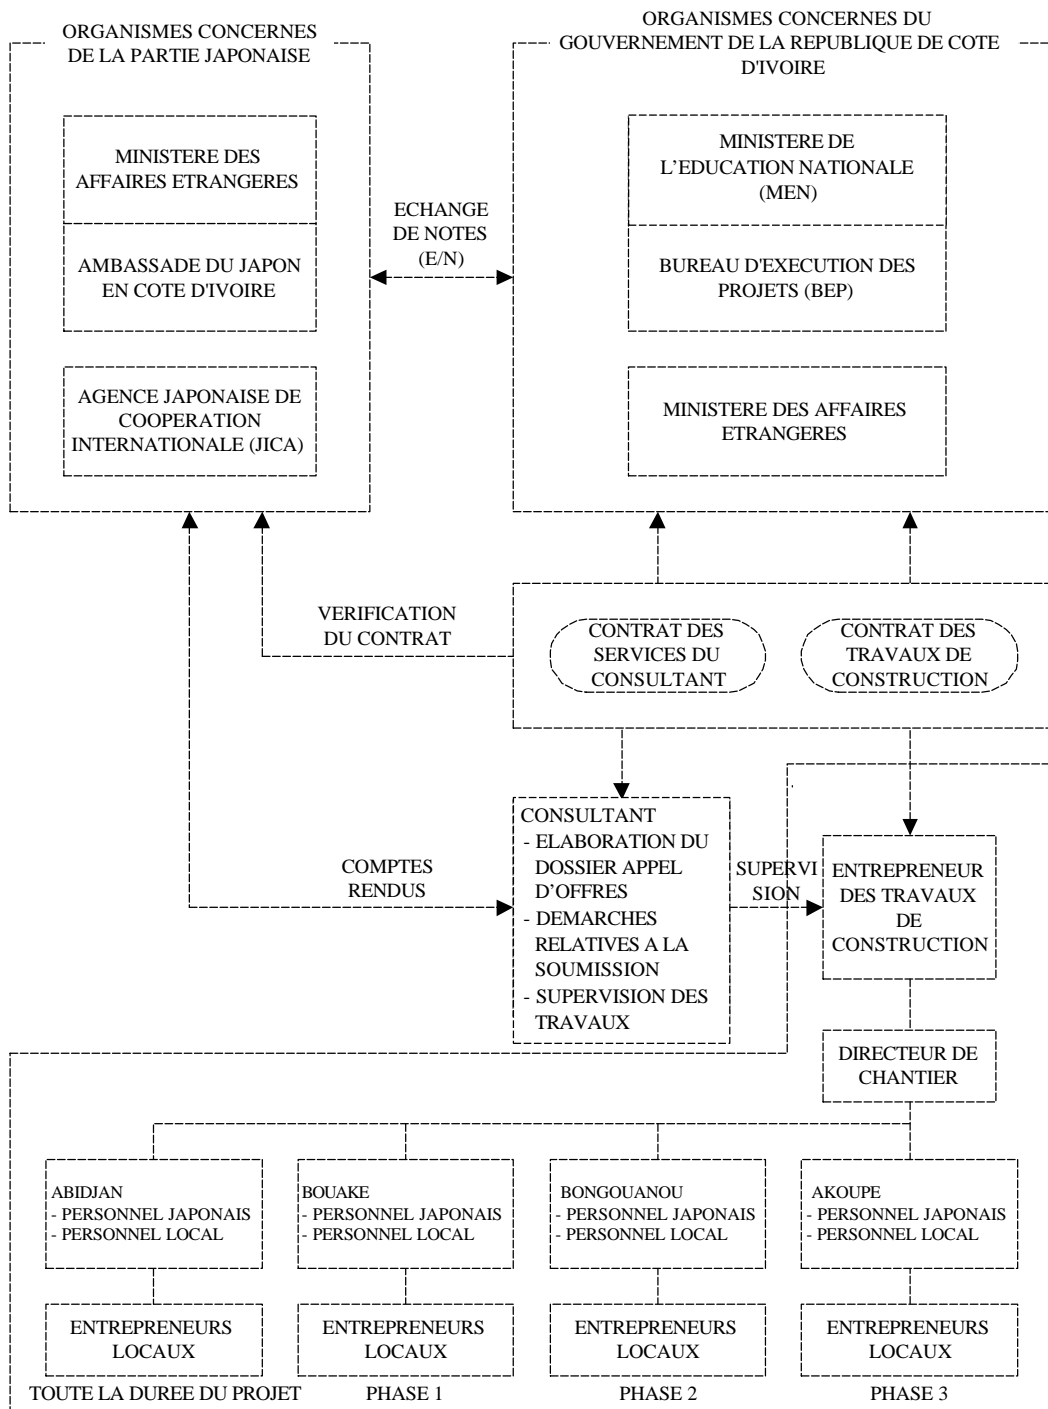 ORGANISMES CONCERNES
DE LA PARTIE JAPONAISE
ORGANISMES CONCERNES DU
GOUVERNEMENT DE LA REPUBLIQUE DE COTE
D'IVOIRE
MINISTERE DES
AFFAIRES ETRANGERES
AMBASSADE DU JAPON
EN COTE D'IVOIRE
AGENCE JAPONAISE DE
COOPERATION
INTERNATIONALE (JICA)
ECHANGE
DE NOTES
(E/N)
MINISTERE DE
L’EDUCATION NATIONALE
(MEN)
BUREAU D'EXECUTION DES
PROJETS (BEP)
MINISTERE DES AFFAIRES
ETRANGERES
VERIFICATION
DU CONTRAT
CONTRAT DES
SERVICES DU
CONSULTANT
CONTRAT DES
TRAVAUX DE
CONSTRUCTION
COMPTES
RENDUS
CONSULTANT
- ELABORATION DU
DOSSIER APPEL
D’OFFRES
- DEMARCHES
RELATIVES A LA
SOUMISSION
- SUPERVISION DES
TRAVAUX
SUPERVI
SION
ENTREPRENEUR
DES TRAVAUX
DE
CONSTRUCTION
DIRECTEUR DE
CHANTIER
ABIDJAN
- PERSONNEL JAPONAIS
- PERSONNEL LOCAL
BOUAKE
- PERSONNEL JAPONAIS
- PERSONNEL LOCAL
BONGOUANOU
- PERSONNEL JAPONAIS
- PERSONNEL LOCAL
AKOUPE
- PERSONNEL JAPONAIS
- PERSONNEL LOCAL
ENTREPRENEURS
LOCAUX
ENTREPRENEURS
LOCAUX
ENTREPRENEURS
LOCAUX
ENTREPRENEURS
LOCAUX
TOUTE LA DUREE DU PROJET
PHASE 1
PHASE 2
PHASE 3